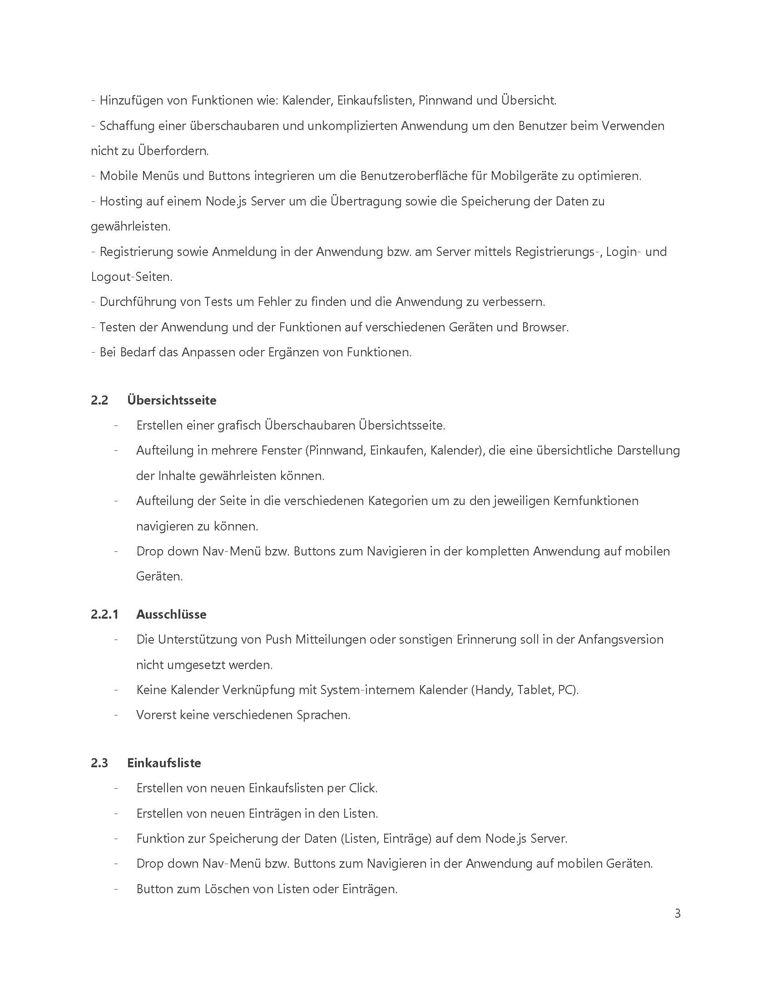 - Hinzufügen von Funktionen wie: Kalender, Einkaufslisten, Pinnwand und Übersicht.
- Schaffung einer überschaubaren und unkomplizierten Anwendung um den Benutzer beim Verwenden
nicht zu Überfordern.
- Mobile Menüs und Buttons integrieren um die Benutzeroberfläche für Mobilgeräte zu optimieren.
- Hosting auf einem Node.js Server um die Übertragung sowie die Speicherung der Daten zu
gewährleisten.
- Registrierung sowie Anmeldung in der Anwendung bzw. am Server mittels Registrierungs-, Login- und
Logout-Seiten.
- Durchführung von Tests um Fehler zu finden und die Anwendung zu verbessern.
- Testen der Anwendung und der Funktionen auf verschiedenen Geräten und Browser.
- Bei Bedarf das Anpassen oder Ergänzen von Funktionen.
2.2 Übersichtsseite
- Erstellen einer grafisch Überschaubaren Übersichtsseite.
- Aufteilung in mehrere Fenster (Pinnwand, Einkaufen, Kalender), die eine übersichtliche Darstellung
der Inhalte gewährleisten können.
- Aufteilung der Seite in die verschiedenen Kategorien um zu den jeweiligen Kernfunktionen
navigieren zu können.
- Drop down Nav-Menü bzw. Buttons zum Navigieren in der kompletten Anwendung auf mobilen
Geräten.
2.2.1 Ausschlüsse
- Die Unterstützung von Push Mitteilungen oder sonstigen Erinnerung soll in der Anfangsversion
nicht umgesetzt werden.
- Keine Kalender Verknüpfung mit System-internem Kalender (Handy, Tablet, PC).
- Vorerst keine verschiedenen Sprachen.
2.3 Einkaufsliste
- Erstellen von neuen Einkaufslisten per Click.
- Erstellen von neuen Einträgen in den Listen.
- Funktion zur Speicherung der Daten (Listen, Einträge) auf dem Node.js Server.
- Drop down Nav-Menü bzw. Buttons zum Navigieren in der Anwendung auf mobilen Geräten.
- Button zum Löschen von Listen oder Einträgen.
3